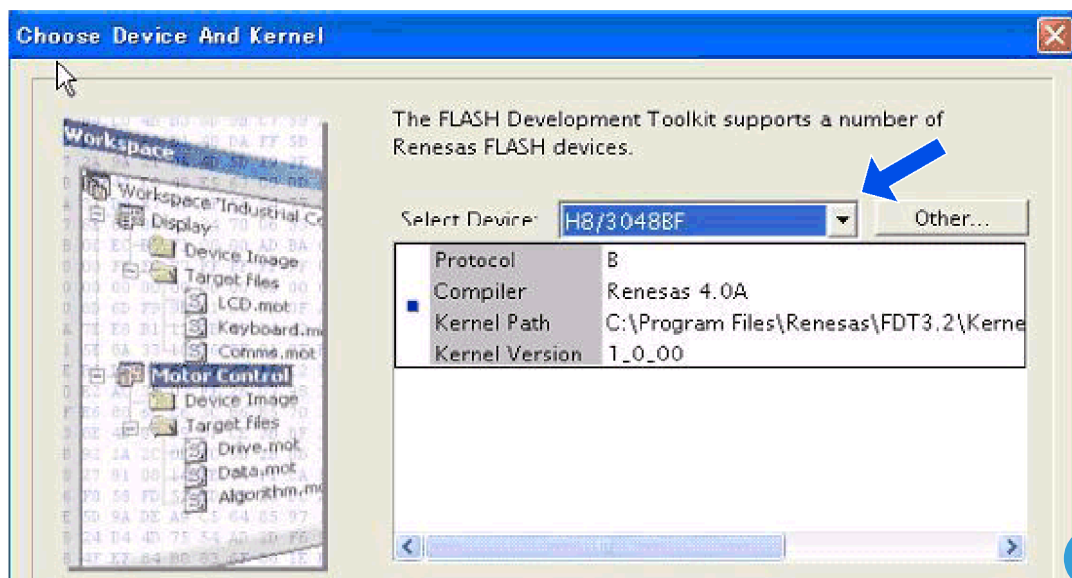 Choose Device And Kernel
The FLASH Development Toolkit supports a number of
Renesas FLASH devices.
Select Device:
H8/3048BF
Other...
Protocol B
Compiler Renesas 4.0A
Kernel Path C:\Program Files\Renesas\FDT3.2\Kerne
Kernel Version 1_0_00
Workspace
Workspace "Industrial Co
Display
Device Image
Target files
LCD.mot
Keyboard.mo
Comms.mot
Motor Control
Device Image
Target files
Drive.mot
Data.mot
Algorithm.mo